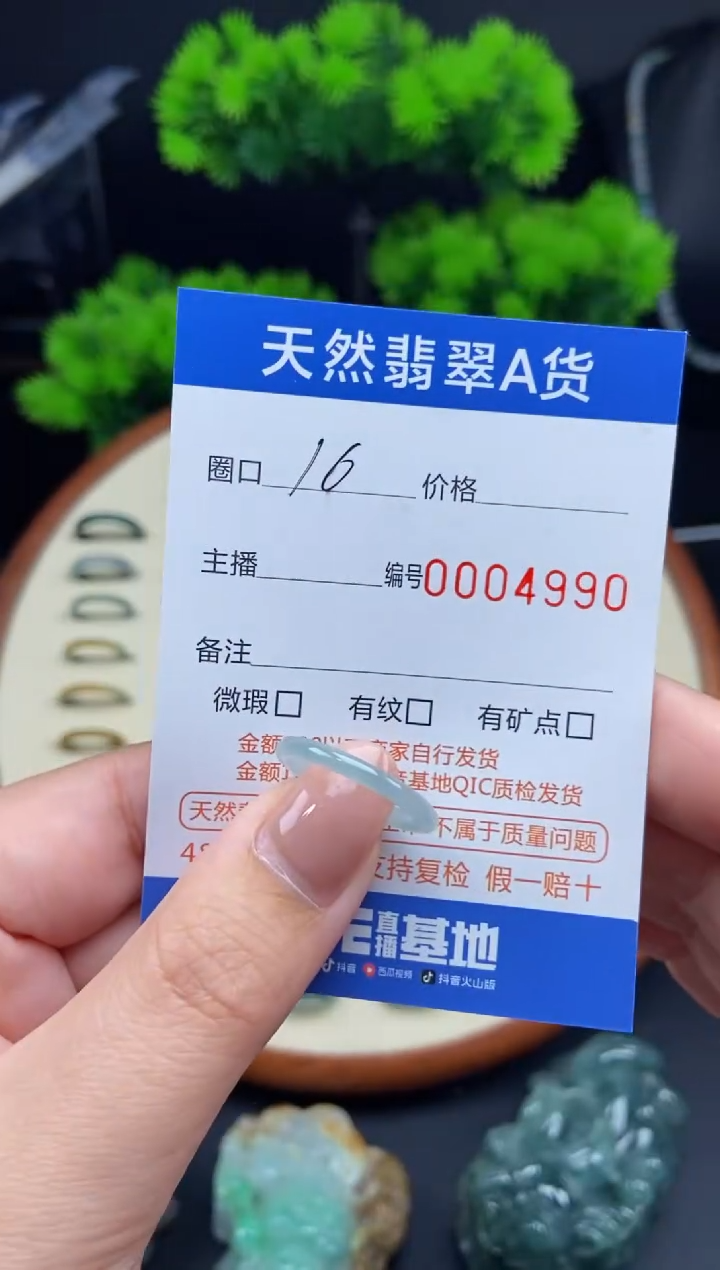 天然翡翠A货
圈口 16 价格
主播 编号0004990
备注
微瑕□ 有纹□ 有矿点□
金额 家自行发货
金额 基地QIC质检发货
天然 不属于质量问题
支持复检 假一赔十
直播基地
抖音 西瓜视频 抖音火山版